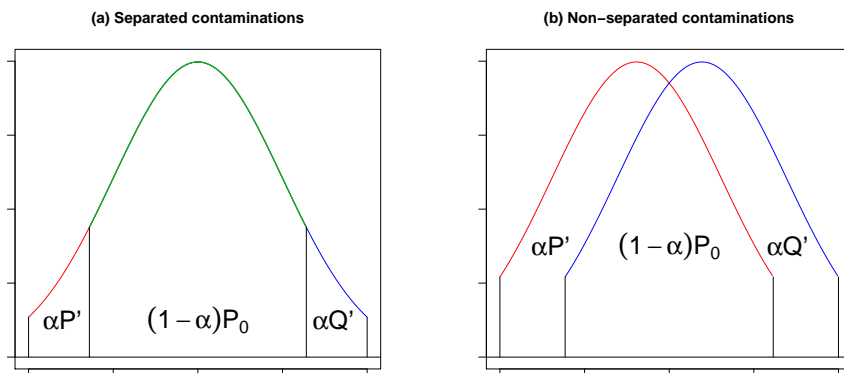 (a) Separated contaminations
αP' (1−α)P₀ αQ'
(b) Non−separated contaminations
αP' (1−α)P₀ αQ'